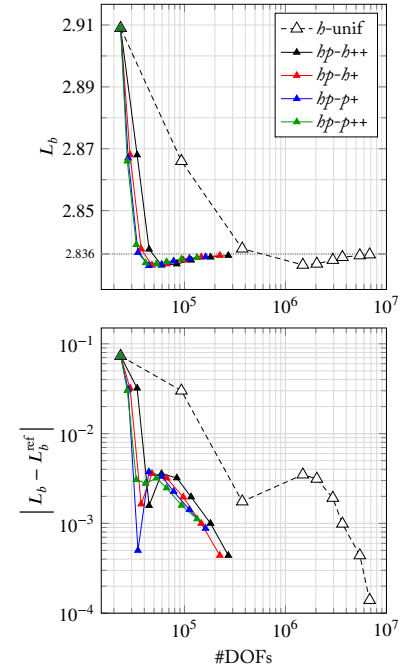 2.91
2.89
2.87
2.85
2.836
L_b
h-unif
hp-h++
hp-h+
hp-p+
hp-p++
10^5
10^6
10^7
10^−1
10^−2
10^−3
10^−4
| L_b − L_b^ref |
10^5
10^6
10^7
#DOFs